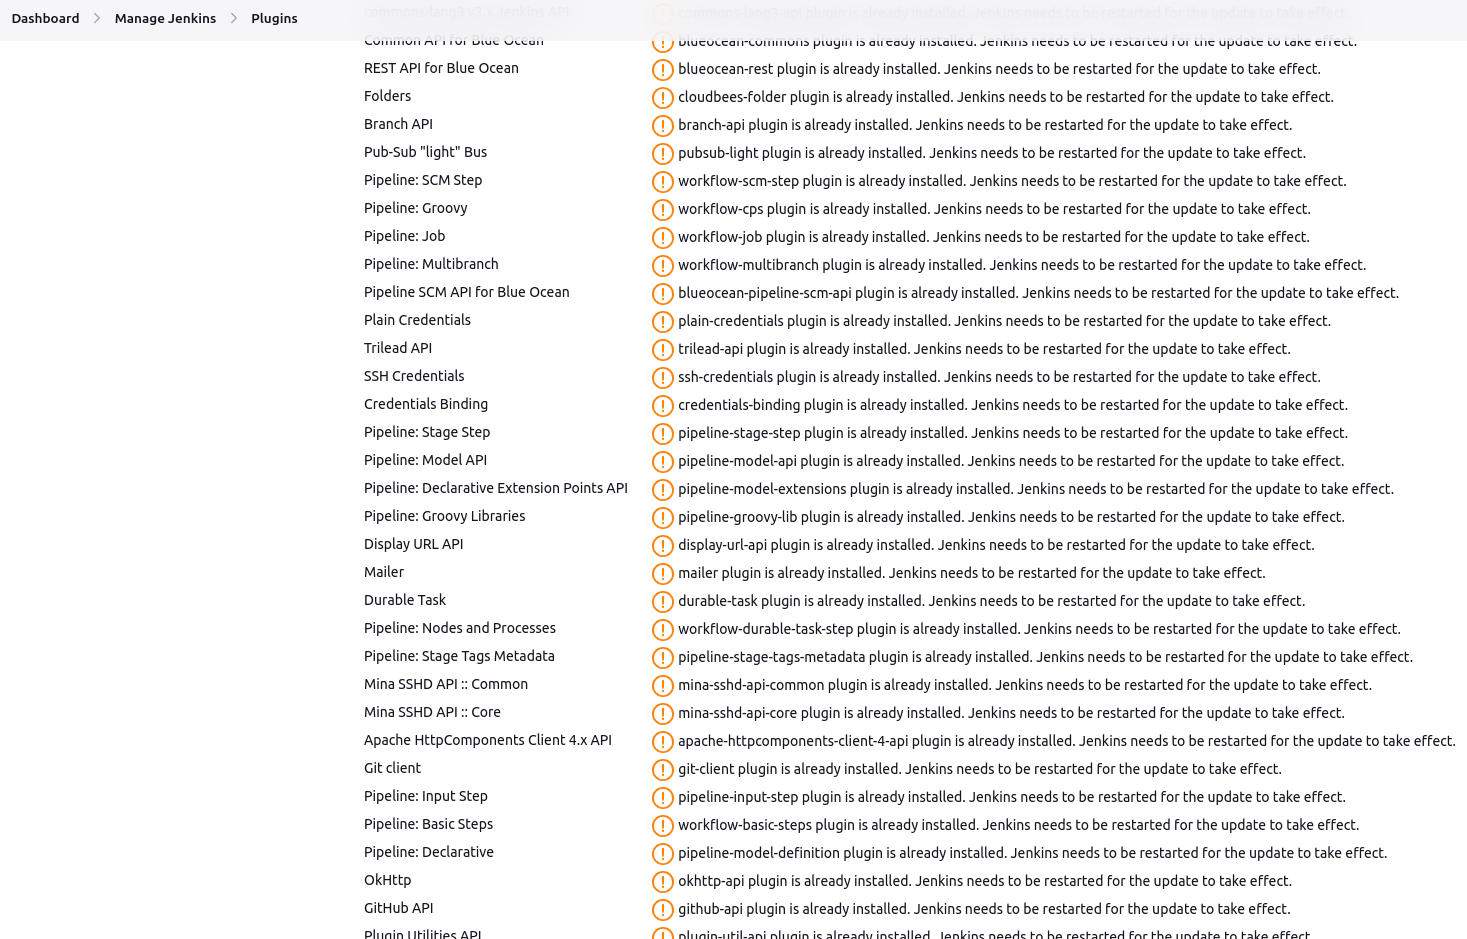 Dashboard > Manage Jenkins > Plugins
commons-lang3 v3.x Jenkins API commons-lang3-api plugin is already installed. Jenkins needs to be restarted for the update to take effect.
Common API for Blue Ocean blueocean-commons plugin is already installed. Jenkins needs to be restarted for the update to take effect.
REST API for Blue Ocean blueocean-rest plugin is already installed. Jenkins needs to be restarted for the update to take effect.
Folders cloudbees-folder plugin is already installed. Jenkins needs to be restarted for the update to take effect.
Branch API branch-api plugin is already installed. Jenkins needs to be restarted for the update to take effect.
Pub-Sub "light" Bus pubsub-light plugin is already installed. Jenkins needs to be restarted for the update to take effect.
Pipeline: SCM Step workflow-scm-step plugin is already installed. Jenkins needs to be restarted for the update to take effect.
Pipeline: Groovy workflow-cps plugin is already installed. Jenkins needs to be restarted for the update to take effect.
Pipeline: Job workflow-job plugin is already installed. Jenkins needs to be restarted for the update to take effect.
Pipeline: Multibranch workflow-multibranch plugin is already installed. Jenkins needs to be restarted for the update to take effect.
Pipeline SCM API for Blue Ocean blueocean-pipeline-scm-api plugin is already installed. Jenkins needs to be restarted for the update to take effect.
Plain Credentials plain-credentials plugin is already installed. Jenkins needs to be restarted for the update to take effect.
Trilead API trilead-api plugin is already installed. Jenkins needs to be restarted for the update to take effect.
SSH Credentials ssh-credentials plugin is already installed. Jenkins needs to be restarted for the update to take effect.
Credentials Binding credentials-binding plugin is already installed. Jenkins needs to be restarted for the update to take effect.
Pipeline: Stage Step pipeline-stage-step plugin is already installed. Jenkins needs to be restarted for the update to take effect.
Pipeline: Model API pipeline-model-api plugin is already installed. Jenkins needs to be restarted for the update to take effect.
Pipeline: Declarative Extension Points API pipeline-model-extensions plugin is already installed. Jenkins needs to be restarted for the update to take effect.
Pipeline: Groovy Libraries pipeline-groovy-lib plugin is already installed. Jenkins needs to be restarted for the update to take effect.
Display URL API display-url-api plugin is already installed. Jenkins needs to be restarted for the update to take effect.
Mailer mailer plugin is already installed. Jenkins needs to be restarted for the update to take effect.
Durable Task durable-task plugin is already installed. Jenkins needs to be restarted for the update to take effect.
Pipeline: Nodes and Processes workflow-durable-task-step plugin is already installed. Jenkins needs to be restarted for the update to take effect.
Pipeline: Stage Tags Metadata pipeline-stage-tags-metadata plugin is already installed. Jenkins needs to be restarted for the update to take effect.
Mina SSHD API :: Common mina-sshd-api-common plugin is already installed. Jenkins needs to be restarted for the update to take effect.
Mina SSHD API :: Core mina-sshd-api-core plugin is already installed. Jenkins needs to be restarted for the update to take effect.
Apache HttpComponents Client 4.x API apache-httpcomponents-client-4-api plugin is already installed. Jenkins needs to be restarted for the update to take effect.
Git client git-client plugin is already installed. Jenkins needs to be restarted for the update to take effect.
Pipeline: Input Step pipeline-input-step plugin is already installed. Jenkins needs to be restarted for the update to take effect.
Pipeline: Basic Steps workflow-basic-steps plugin is already installed. Jenkins needs to be restarted for the update to take effect.
Pipeline: Declarative pipeline-model-definition plugin is already installed. Jenkins needs to be restarted for the update to take effect.
OkHttp okhttp-api plugin is already installed. Jenkins needs to be restarted for the update to take effect.
GitHub API github-api plugin is already installed. Jenkins needs to be restarted for the update to take effect.
Plugin Utilities API plugin-util-api plugin is already installed. Jenkins needs to be restarted for the update to take effect.